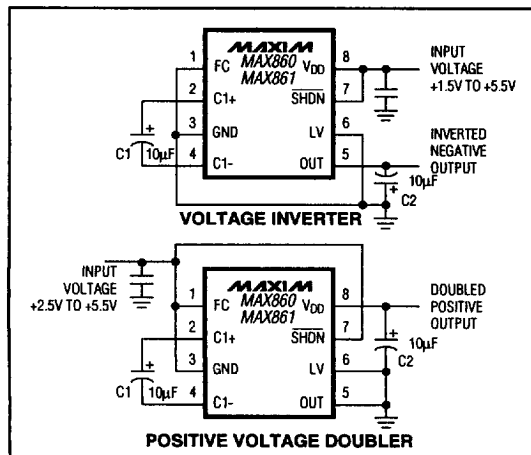 MAXIM
MAX860
MAX861
1 FC
2 C1+
3 GND
4 C1-
VDD 8
SHDN 7
LV 6
OUT 5
C1
+
10µF
INPUT
VOLTAGE
+1.5V TO +5.5V
INVERTED
NEGATIVE
OUTPUT
10µF
+
C2
VOLTAGE INVERTER
INPUT
VOLTAGE
+2.5V TO +5.5V
MAXIM
MAX860
MAX861
1 FC
2 C1+
3 GND
4 C1-
VDD 8
SHDN 7
LV 6
OUT 5
C1
+
10µF
DOUBLED
POSITIVE
OUTPUT
+
10µF
C2
POSITIVE VOLTAGE DOUBLER